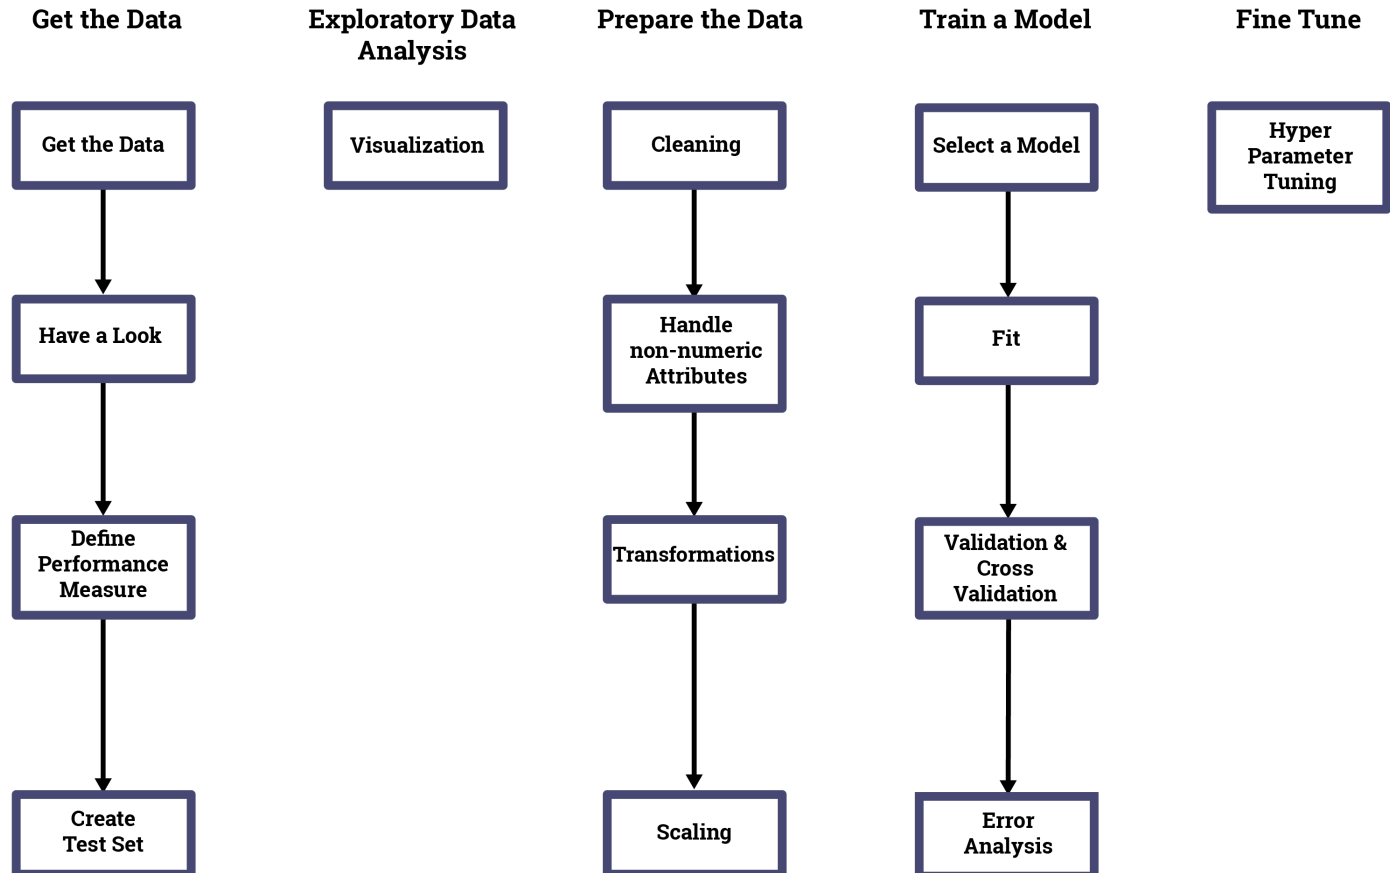 Get the Data
Exploratory Data
Analysis
Prepare the Data
Train a Model
Fine Tune
Get the Data
Have a Look
Define
Performance
Measure
Create
Test Set
Visualization
Cleaning
Handle
non-numeric
Attributes
Transformations
Scaling
Select a Model
Fit
Validation &
Cross
Validation
Error
Analysis
Hyper
Parameter
Tuning